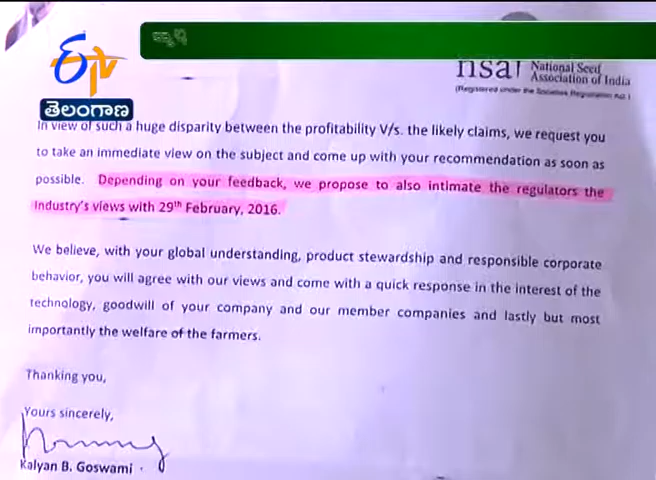 ETV
తెలంగాణ
nsai National Seed
Association of India
(Registered under the Societies Registration Act.)
In view of such a huge disparity between the profitability V/s. the likely claims, we request you
to take an immediate view on the subject and come up with your recommendation as soon as
possible. Depending on your feedback, we propose to also intimate the regulators the
Industry's views with 29th February, 2016.
We believe, with your global understanding, product stewardship and responsible corporate
behavior, you will agree with our views and come with a quick response in the interest of the
technology, goodwill of your company and our member companies and lastly but most
importantly the welfare of the farmers.
Thanking you,
Yours sincerely,
Kalyan B. Goswami